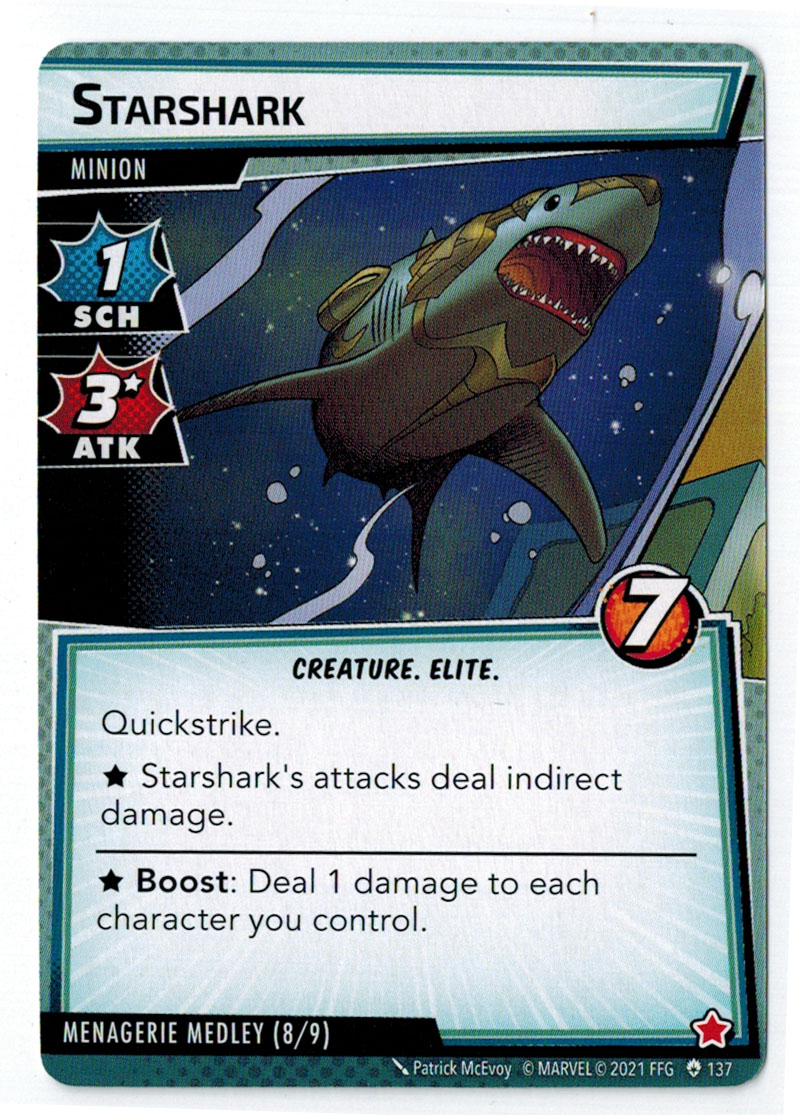 STARSHARK
MINION
1
SCH
3★
ATK
7
CREATURE. ELITE.
Quickstrike.
★ Starshark's attacks deal indirect
damage.
★ Boost: Deal 1 damage to each
character you control.
MENAGERIE MEDLEY (8/9)
Patrick McEvoy © MARVEL © 2021 FFG 137